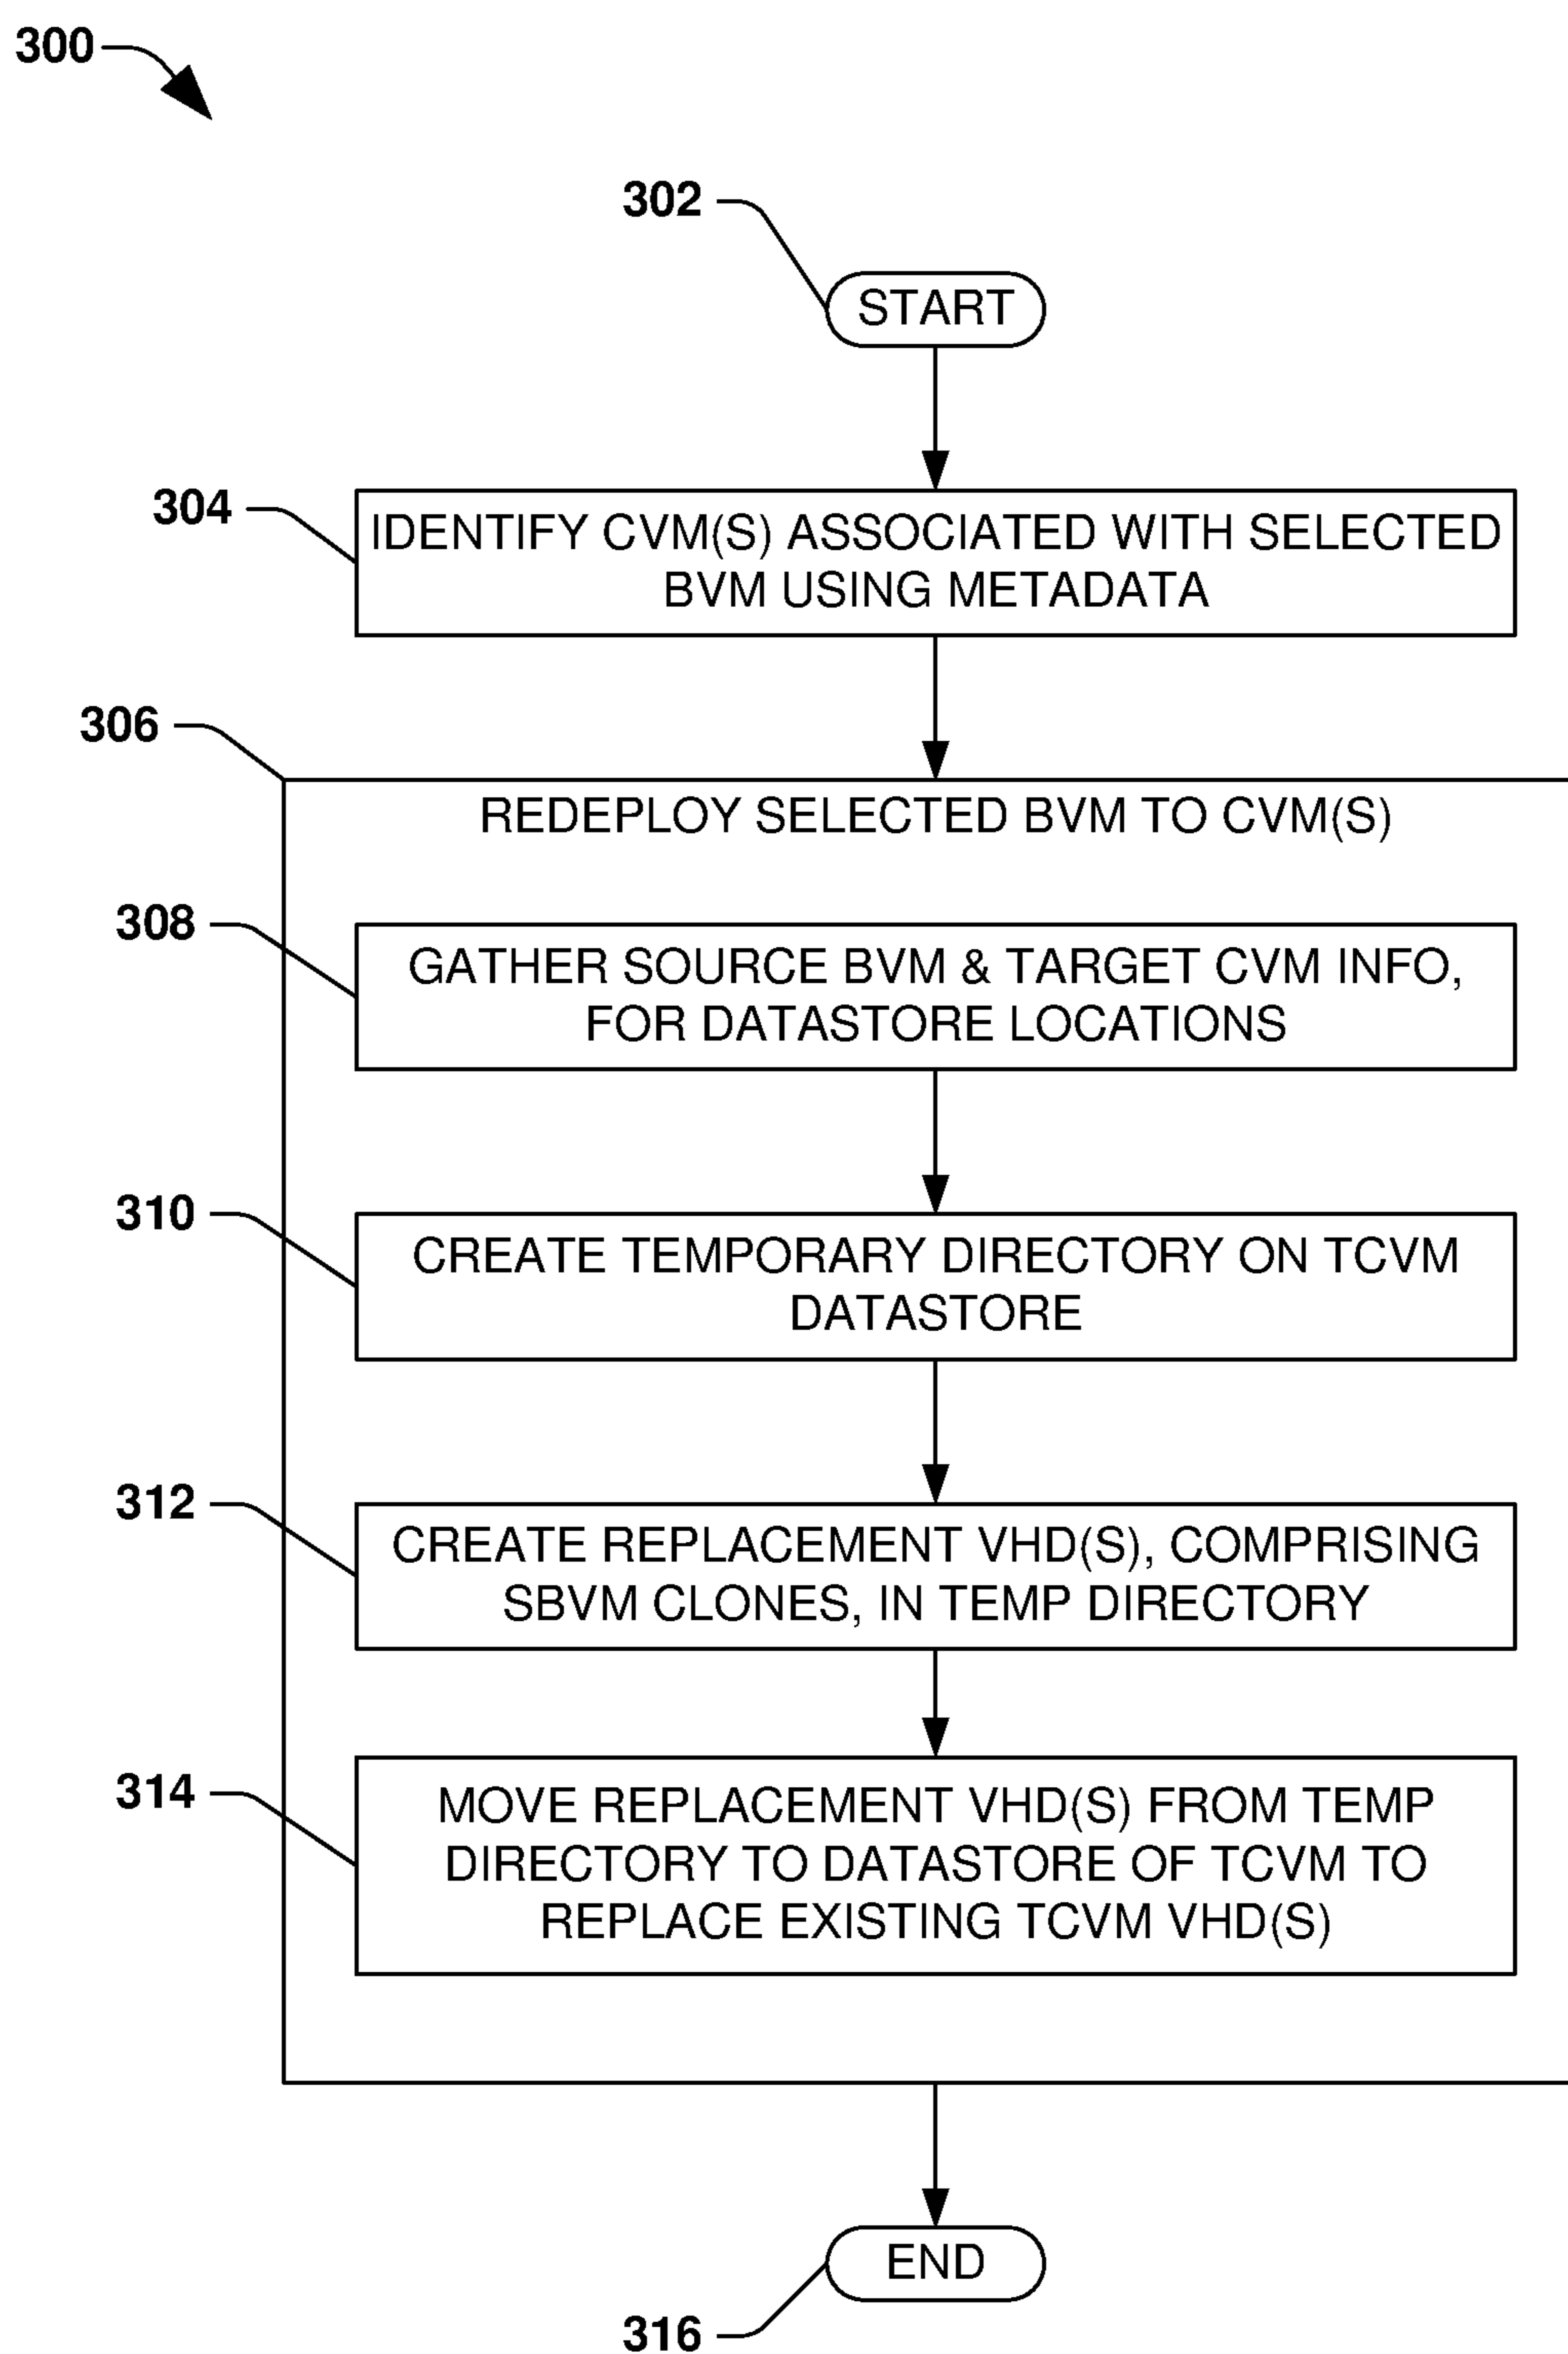 300
302
START
304
IDENTIFY CVM(S) ASSOCIATED WITH SELECTED
BVM USING METADATA
306
REDEPLOY SELECTED BVM TO CVM(S)
308
GATHER SOURCE BVM & TARGET CVM INFO,
FOR DATASTORE LOCATIONS
310
CREATE TEMPORARY DIRECTORY ON TCVM
DATASTORE
312
CREATE REPLACEMENT VHD(S), COMPRISING
SBVM CLONES, IN TEMP DIRECTORY
314
MOVE REPLACEMENT VHD(S) FROM TEMP
DIRECTORY TO DATASTORE OF TCVM TO
REPLACE EXISTING TCVM VHD(S)
END
316